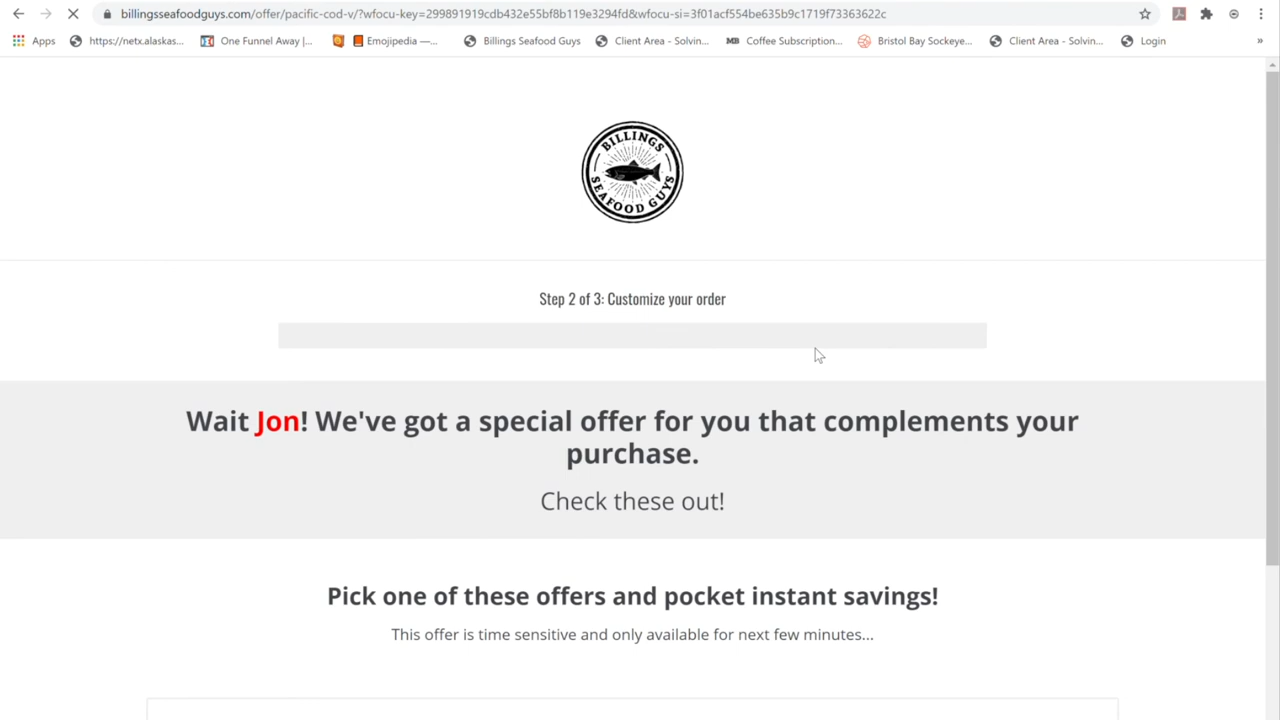 billingsseafoodguys.com/offer/pacific-cod-v/?wfocu-key=299891919cdb432e55bf8b119e3294fd&wfocu-si=3f01acf554be635b9c1719f73363622c
Apps https://netx.alaskas... One Funnel Away |... Emojipedia —... Billings Seafood Guys Client Area - Solvin... MB Coffee Subscription... Bristol Bay Sockeye... Client Area - Solvin... Login »
BILLINGS
SEAFOOD GUYS
Step 2 of 3: Customize your order
Wait Jon! We've got a special offer for you that complements your
purchase.
Check these out!
Pick one of these offers and pocket instant savings!
This offer is time sensitive and only available for next few minutes...